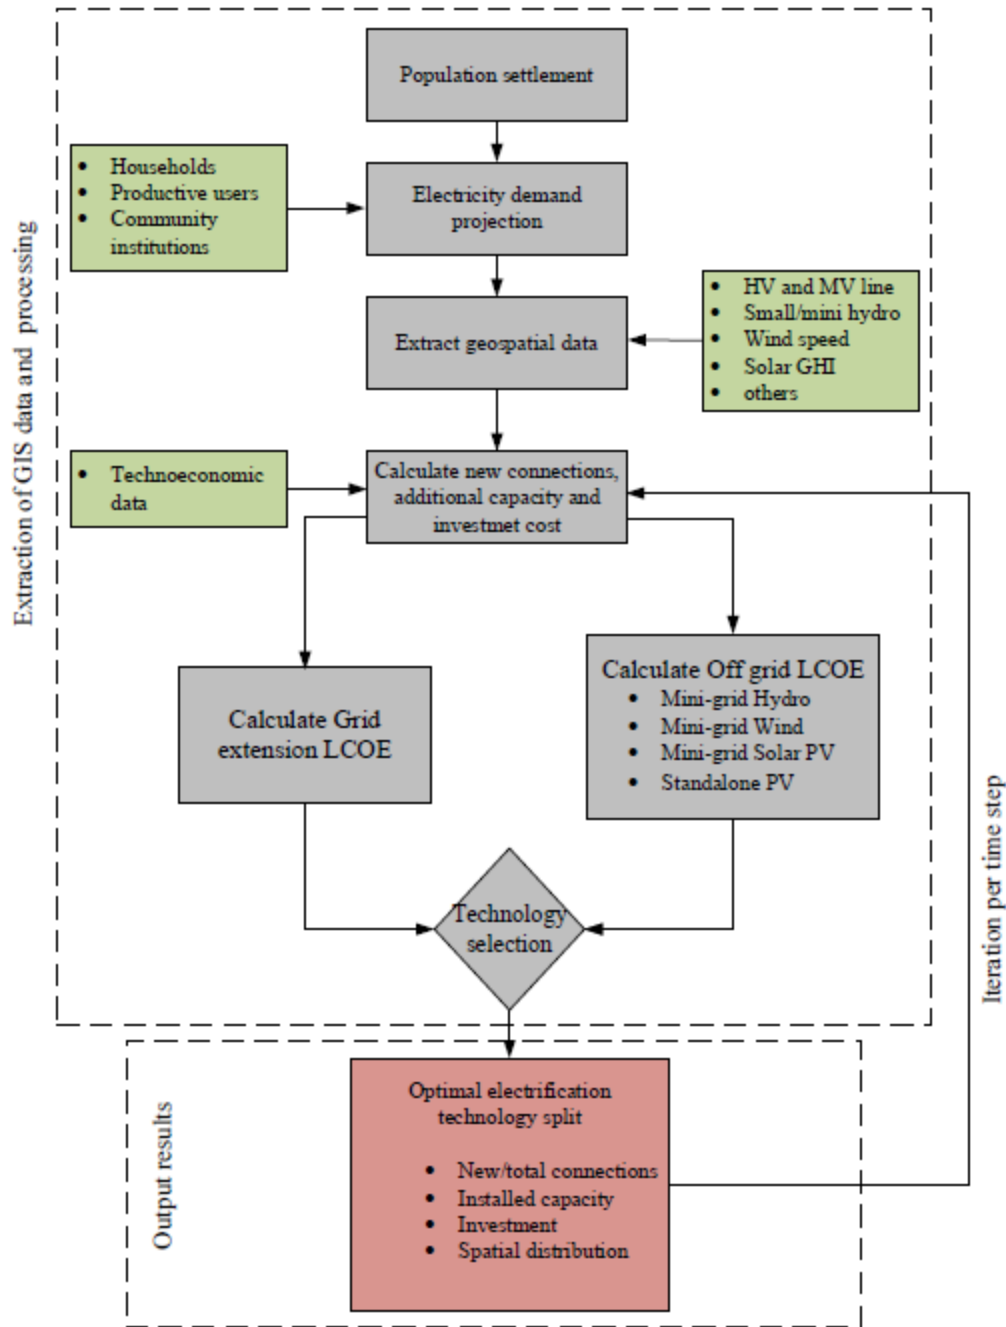 Population settlement
• Households
• Productive users
• Community
institutions
Electricity demand
projection
Extract geospatial data
• HV and MV line
• Small/mini hydro
• Wind speed
• Solar GHI
• others
• Technoeconomic
data
Calculate new connections,
additional capacity and
investmet cost
Calculate Grid
extension LCOE
Calculate Off grid LCOE
• Mini-grid Hydro
• Mini-grid Wind
• Mini-grid Solar PV
• Standalone PV
Technology
selection
Extraction of GIS data and processing
Iteration per time step
Output results
Optimal electrification
technology split
• New/total connections
• Installed capacity
• Investment
• Spatial distribution